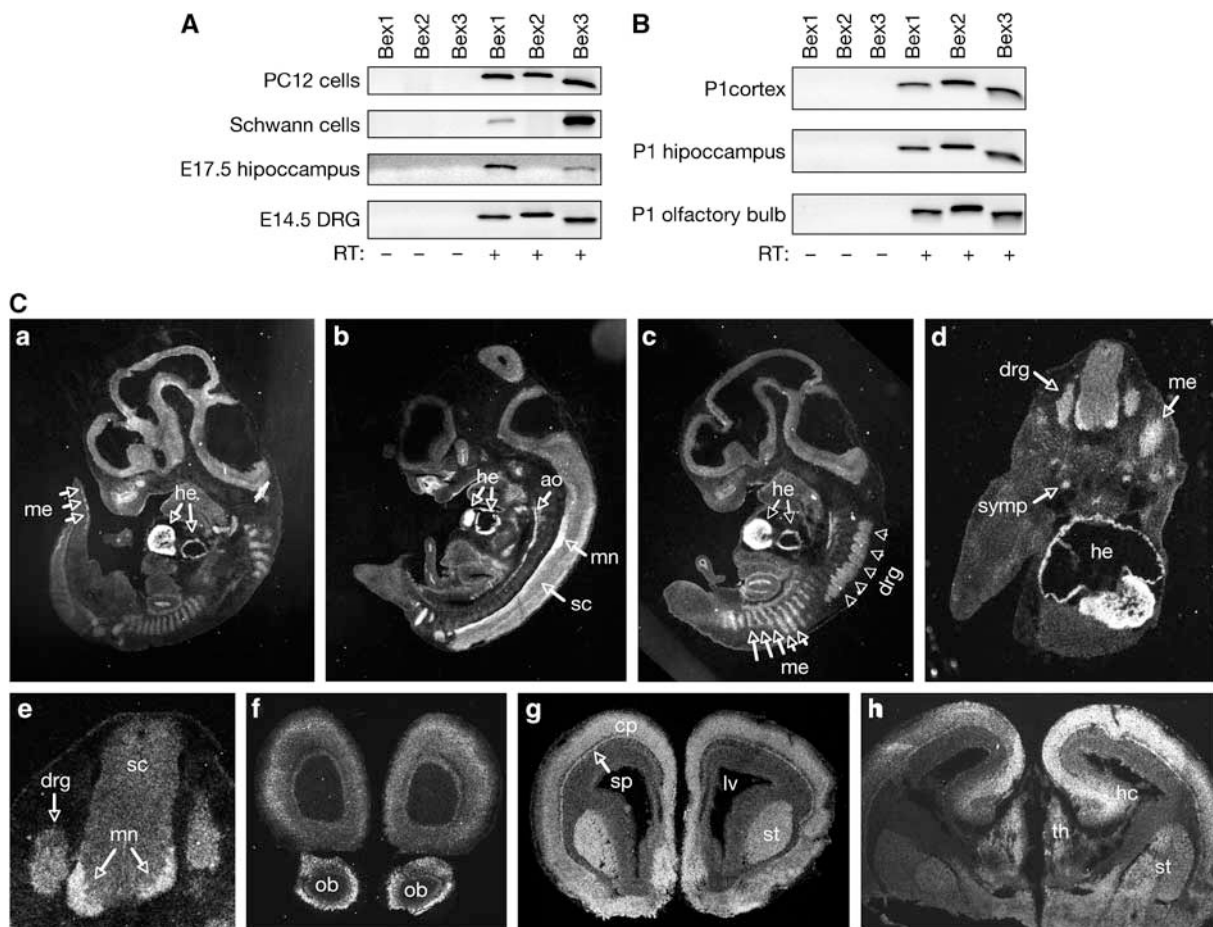 A
Bex1 Bex2 Bex3 Bex1 Bex2 Bex3
PC12 cells
Schwann cells
E17.5 hipoccampus
E14.5 DRG
RT: – – – + + +
B
Bex1 Bex2 Bex3 Bex1 Bex2 Bex3
P1cortex
P1 hipoccampus
P1 olfactory bulb
RT: – – – + + +
C
a
me
he
b
he
ao
mn
sc
c
he
drg
me
d
drg
me
symp
he
e
sc
drg
mn
f
ob ob
g
cp
sp
lv
st
h
hc
th
st